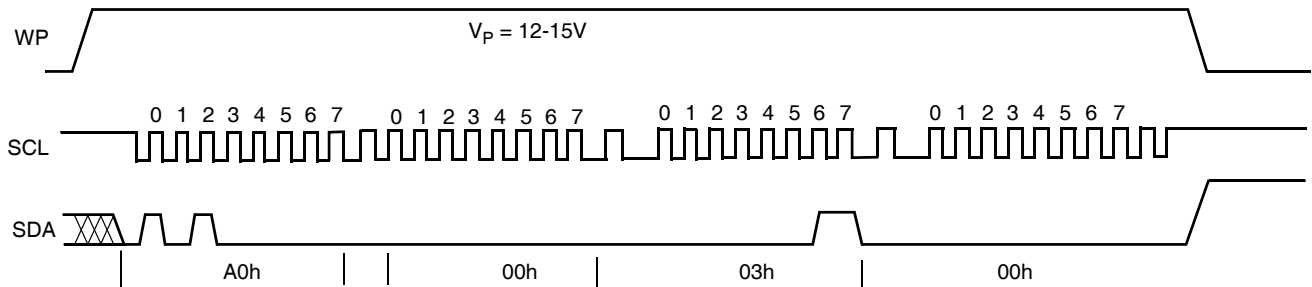 WP
V_P = 12-15V
0 1 2 3 4 5 6 7 0 1 2 3 4 5 6 7 0 1 2 3 4 5 6 7 0 1 2 3 4 5 6 7
SCL
SDA
A0h 00h 03h 00h